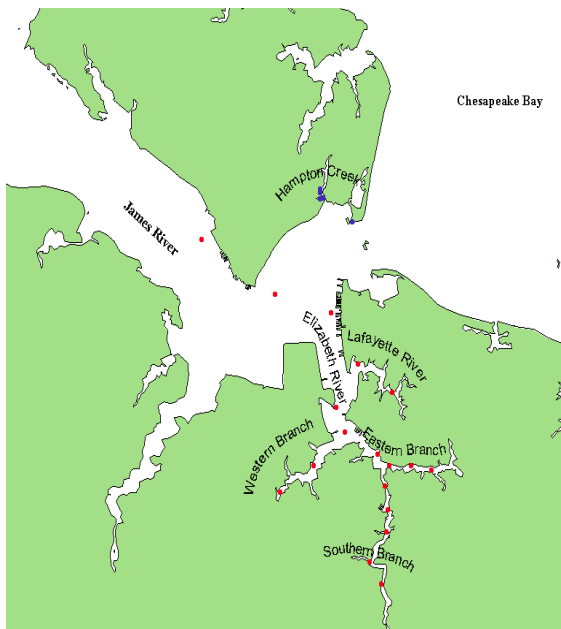 Chesapeake Bay
Hampton Creek
James River
Elizabeth River
Lafayette River
Western Branch
Eastern Branch
Southern Branch